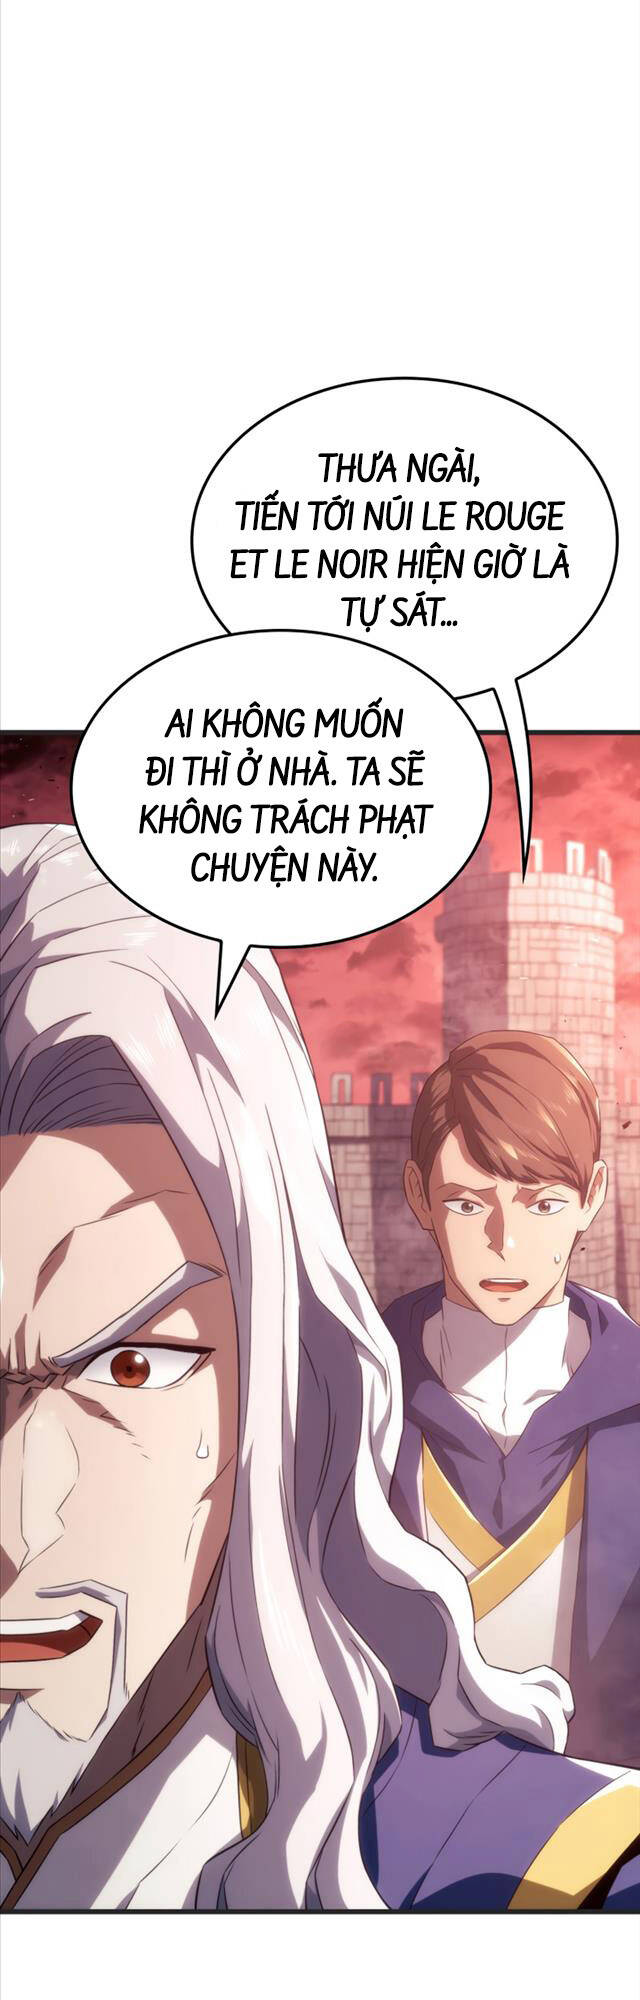 THƯA NGÀI,
TIẾN TỚI NÚI LE ROUGE
ET LE NOIR HIỆN GIỜ LÀ
TỰ SÁT...
AI KHÔNG MUỐN
ĐI THÌ Ở NHÀ. TA SẼ
KHÔNG TRÁCH PHẠT
CHUYỆN NÀY.